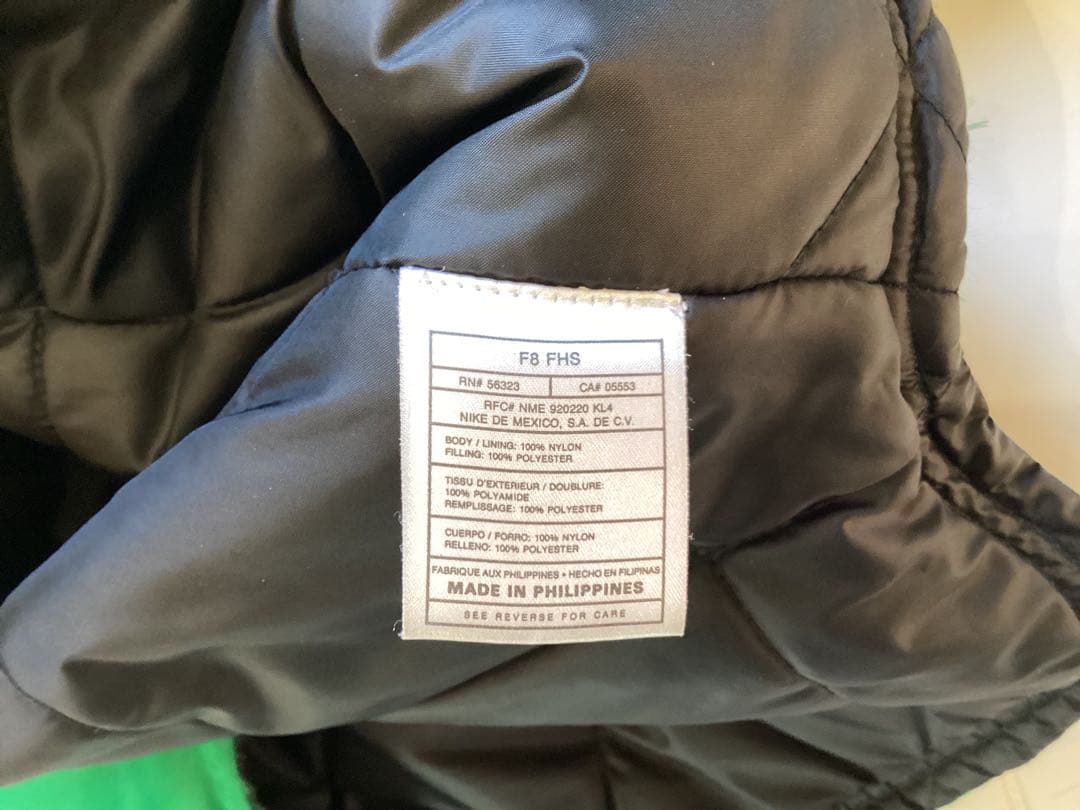 F8 FHS
RN# 56323 CA# 05553
RFC# NME 920220 KL4
NIKE DE MEXICO, S.A. DE C.V.
BODY / LINING: 100% NYLON
FILLING: 100% POLYESTER
TISSU D'EXTERIEUR / DOUBLURE:
100% POLYAMIDE
REMPLISSAGE: 100% POLYESTER
CUERPO / FORRO: 100% NYLON
RELLENO: 100% POLYESTER
FABRIQUE AUX PHILIPPINES • HECHO EN FILIPINAS
MADE IN PHILIPPINES
SEE REVERSE FOR CARE